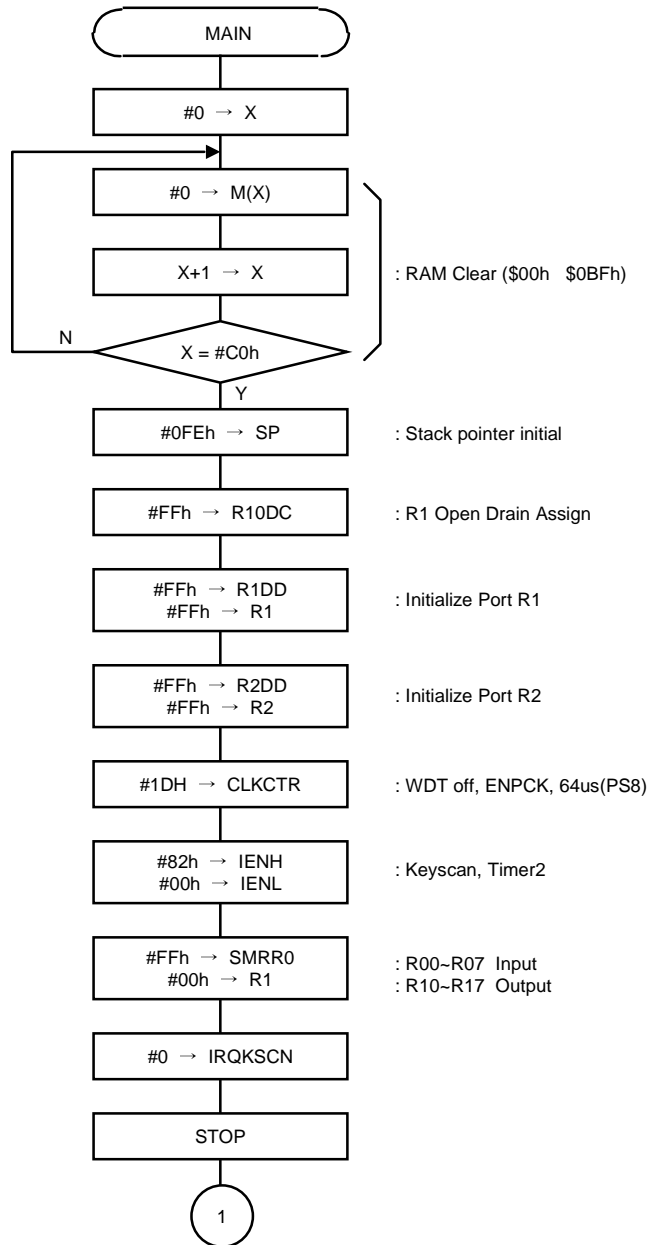 MAIN
#0 → X
#0 → M(X)
X+1 → X
: RAM Clear ($00h   $0BFh)
N
X = #C0h
Y
#0FEh → SP
: Stack pointer initial
#FFh → R10DC
: R1 Open Drain Assign
#FFh → R1DD
#FFh → R1
: Initialize Port R1
#FFh → R2DD
#FFh → R2
: Initialize Port R2
#1DH → CLKCTR
: WDT off, ENPCK, 64us(PS8)
#82h → IENH
#00h → IENL
: Keyscan, Timer2
#FFh → SMRR0
#00h → R1
: R00~R07 Input
: R10~R17 Output
#0 → IRQKSCN
STOP
1